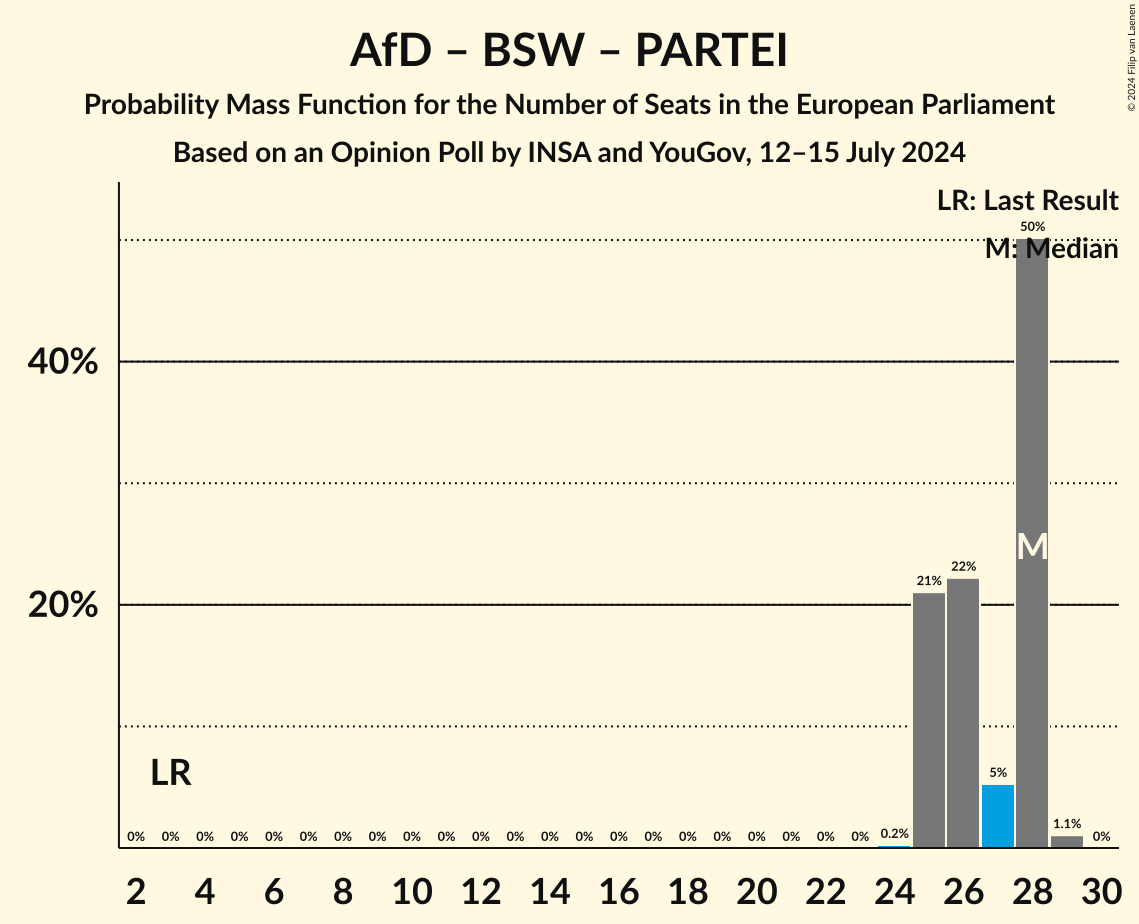 AfD – BSW – PARTEI
Probability Mass Function for the Number of Seats in the European Parliament
Based on an Opinion Poll by INSA and YouGov, 12–15 July 2024
© 2024 Filip van Laenen
LR: Last Result
M: Median
50%
40%
M
22%
21%
20%
LR
5%
1.1%
0% 0% 0% 0% 0% 0% 0% 0% 0% 0% 0% 0% 0% 0% 0% 0% 0% 0% 0% 0% 0% 0% 0.2% 0%
2 4 6 8 10 12 14 16 18 20 22 24 26 28 30